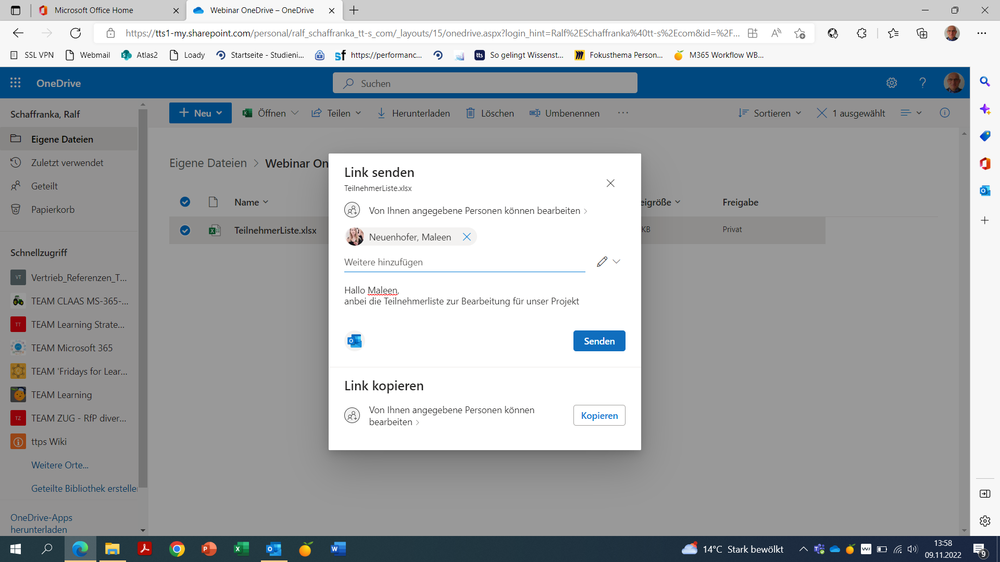 Microsoft Office Home
Webinar OneDrive – OneDrive
https://tts1-my.sharepoint.com/personal/ralf_schaffranka_tt-s_com/_layouts/15/onedrive.aspx?login_hint=Ralf%2ESchaffranka%40tt-s%2Ecom&id=%2F...
SSL VPN
Webmail
Atlas2
Loady
Startseite - Studieni...
https://performanc...
So gelingt Wissenst...
Fokusthema Person...
M365 Workflow WB...
OneDrive
Suchen
Schaffranka, Ralf
Eigene Dateien
Zuletzt verwendet
Geteilt
Papierkorb
Schnellzugriff
VT Vertrieb_Referenzen_T...
TEAM CLAAS MS-365-...
TT TEAM Learning Strate...
TEAM Microsoft 365
TEAM 'Fridays for Lear...
TEAM Learning
TZ TEAM ZUG - RfP diver...
ttps Wiki
Weitere Orte...
Geteilte Bibliothek erstellen
OneDrive-Apps
herunterladen
Neu
Öffnen
Teilen
Herunterladen
Löschen
Umbenennen
Sortieren
1 ausgewählt
Eigene Dateien > Webinar On
Name
eigröße
Freigabe
TeilnehmerListe.xlsx
KB
Privat
Link senden
TeilnehmerListe.xlsx
Von Ihnen angegebene Personen können bearbeiten >
Neuenhofer, Maleen
Weitere hinzufügen
Hallo Maleen,
anbei die Teilnehmerliste zur Bearbeitung für unser Projekt
Senden
Link kopieren
Von Ihnen angegebene Personen können
bearbeiten >
Kopieren
14°C Stark bewölkt
13:58
09.11.2022
9